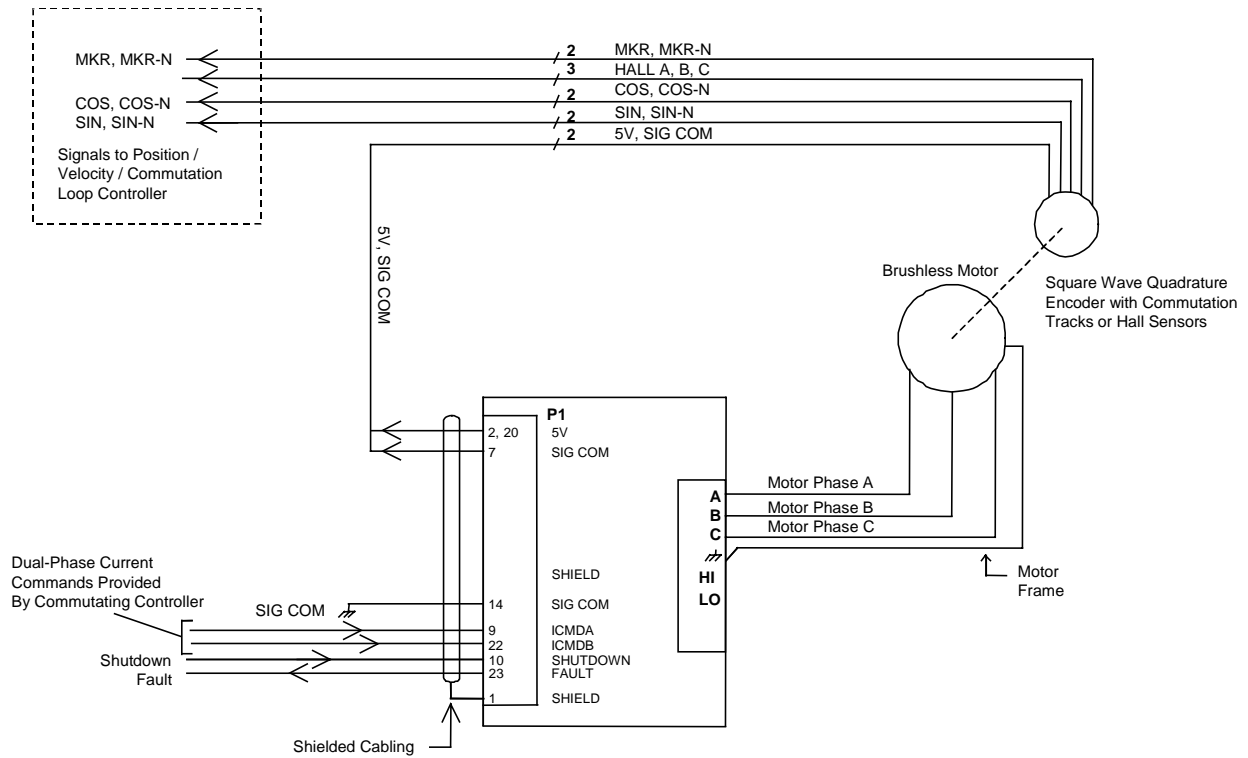 2 MKR, MKR-N
MKR, MKR-N
3 HALL A, B, C
2 COS, COS-N
COS, COS-N
2 SIN, SIN-N
SIN, SIN-N
2 5V, SIG COM
Signals to Position /
Velocity / Commutation
Loop Controller
5V, SIG COM
Brushless Motor
Square Wave Quadrature
Encoder with Commutation
Tracks or Hall Sensors
P1
2, 20 5V
7 SIG COM
A Motor Phase A
B Motor Phase B
C Motor Phase C
HI
LO
Motor
Frame
Dual-Phase Current
Commands Provided
By Commutating Controller
SHIELD
SIG COM
14 SIG COM
9 ICMDA
22 ICMDB
Shutdown
10 SHUTDOWN
Fault
23 FAULT
1 SHIELD
Shielded Cabling